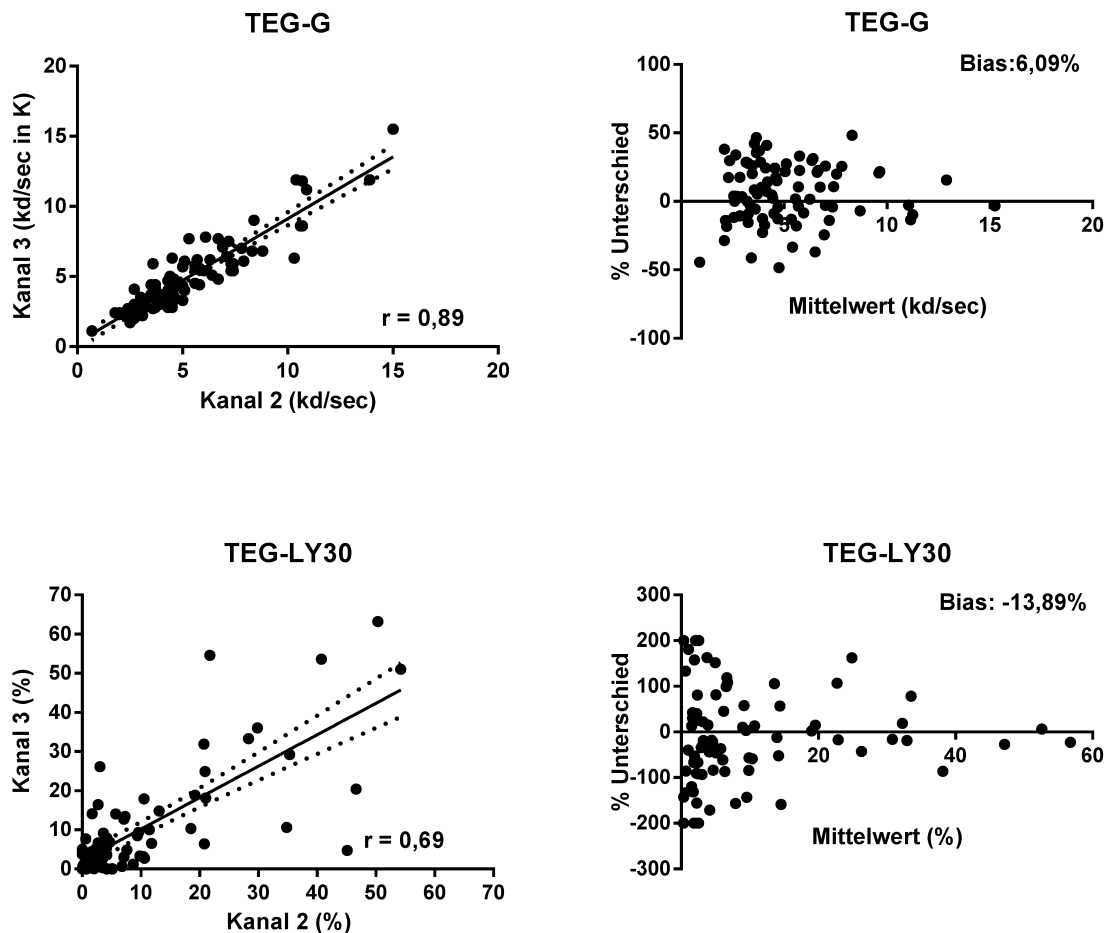 TEG-G
20
15
10
5
0
0
5
10
15
20
Kanal 3 (kd/sec in K)
Kanal 2 (kd/sec)
r = 0,89
TEG-G
Bias:6,09%
100
50
0
-50
-100
5
10
15
20
% Unterschied
Mittelwert (kd/sec)
TEG-LY30
70
60
50
40
30
20
10
0
0
10
20
30
40
50
60
70
Kanal 3 (%)
Kanal 2 (%)
r = 0,69
TEG-LY30
Bias: -13,89%
300
200
100
0
-100
-200
-300
20
40
60
% Unterschied
Mittelwert (%)